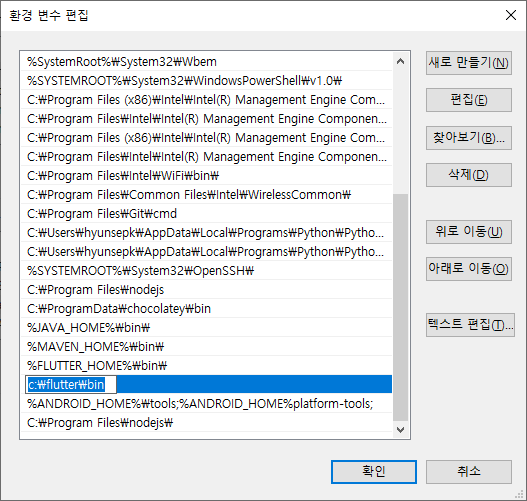 환경 변수 편집
%SystemRoot%₩System32₩Wbem
%SYSTEMROOT%₩System32₩WindowsPowerShell₩v1.0₩
C:₩Program Files (x86)₩Intel₩Intel(R) Management Engine Com...
C:₩Program Files₩Intel₩Intel(R) Management Engine Componen...
C:₩Program Files (x86)₩Intel₩Intel(R) Management Engine Com...
C:₩Program Files₩Intel₩Intel(R) Management Engine Componen...
C:₩Program Files₩Intel₩WiFi₩bin₩
C:₩Program Files₩Common Files₩Intel₩WirelessCommon₩
C:₩Program Files₩Git₩cmd
C:₩Users₩hyunsepk₩AppData₩Local₩Programs₩Python₩Pytho...
C:₩Users₩hyunsepk₩AppData₩Local₩Programs₩Python₩Pytho...
%SYSTEMROOT%₩System32₩OpenSSH₩
C:₩Program Files₩nodejs
C:₩ProgramData₩chocolatey₩bin
%JAVA_HOME%₩bin₩
%MAVEN_HOME%₩bin₩
%FLUTTER_HOME%₩bin₩
c:₩flutter₩bin
%ANDROID_HOME%₩tools;%ANDROID_HOME%platform-tools;
C:₩Program Files₩nodejs₩
새로 만들기(N)
편집(E)
찾아보기(B)...
삭제(D)
위로 이동(U)
아래로 이동(O)
텍스트 편집(T)...
확인
취소